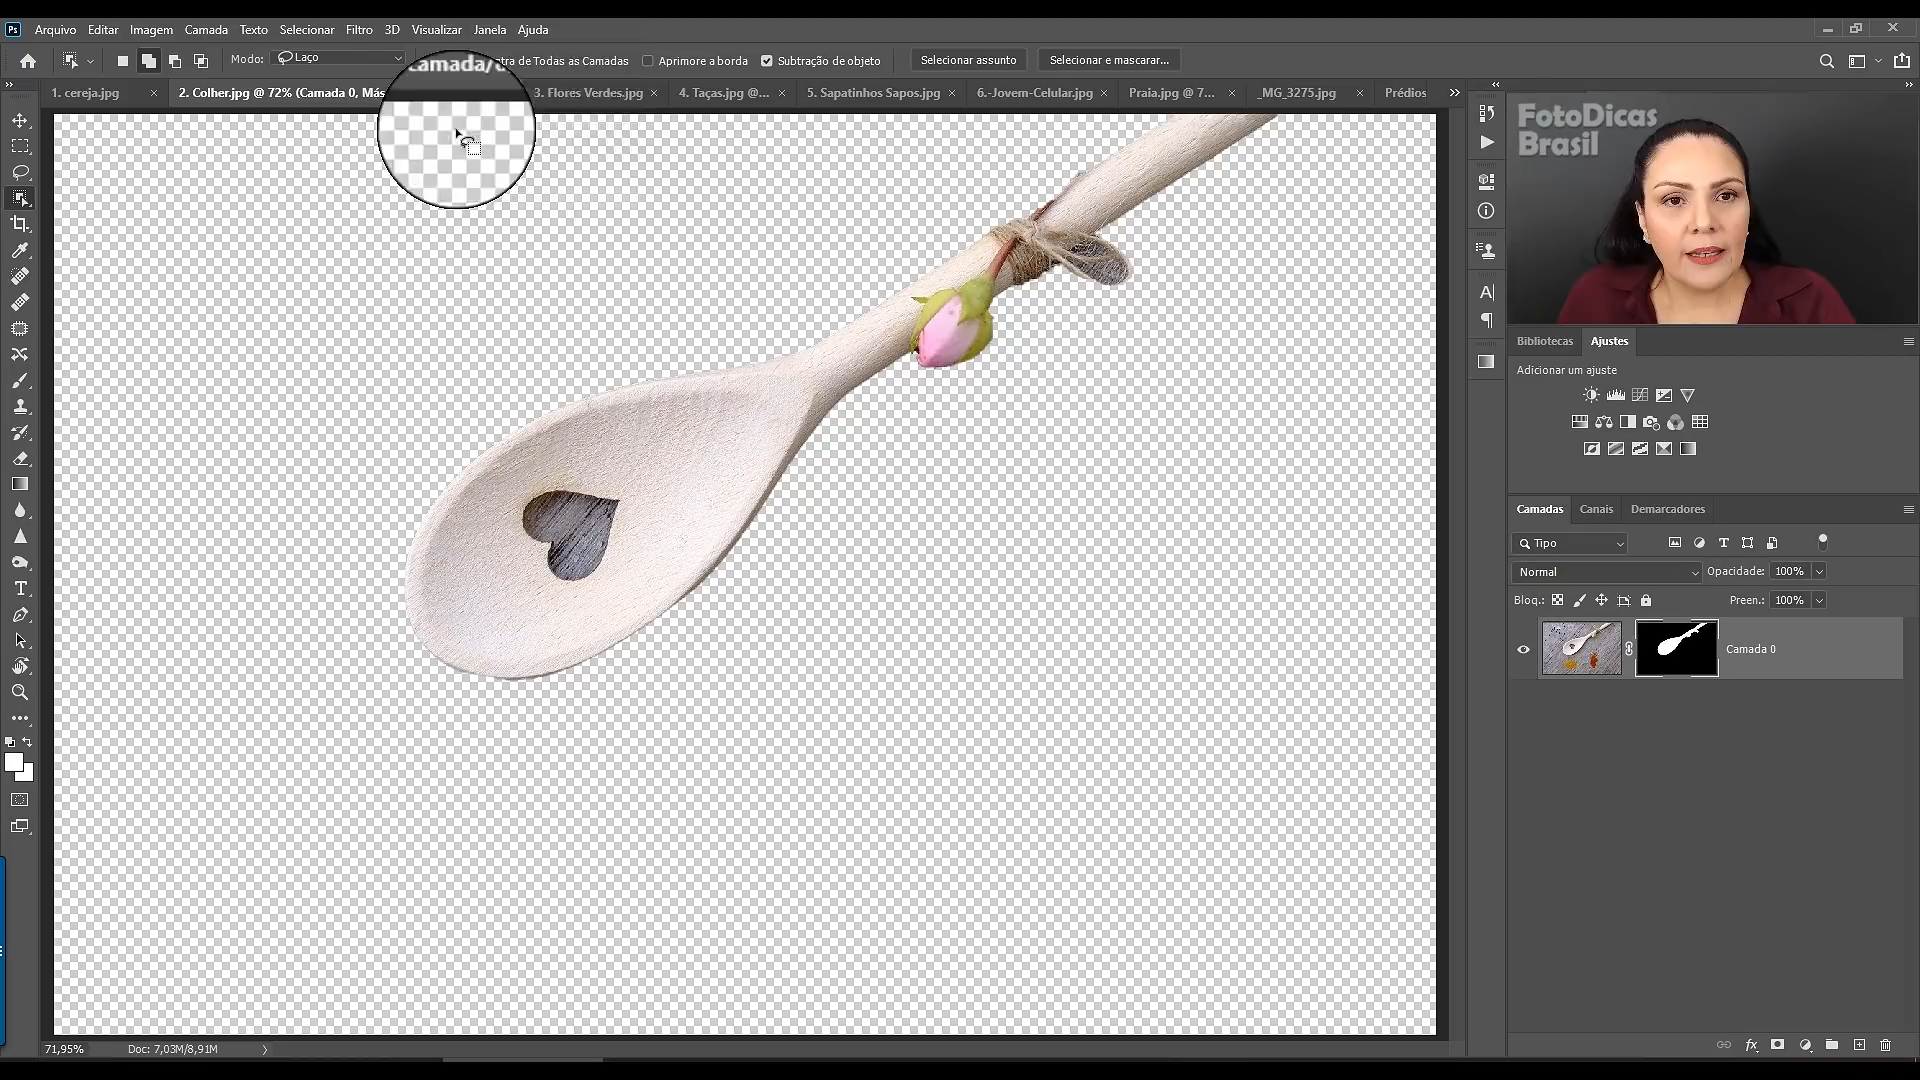 Arquivo Editar Imagem Camada Texto Selecionar Filtro 3D Visualizar Janela Ajuda
Modo: Laço
camada/
tra de Todas as Camadas Aprimore a borda Subtração de objeto Selecionar assunto Selecionar e mascarar...
1. cereja.jpg 2. Colher.jpg @ 72% (Camada 0, Más 3. Flores Verdes.jpg 4. Taças.jpg @... 5. Sapatinhos Sapos.jpg 6.-Jovem-Celular.jpg Praia.jpg @ 7... _MG_3275.jpg Prédios
FotoDicas
Brasil
Bibliotecas Ajustes
Adicionar um ajuste
Camadas Canais Demarcadores
Tipo
Normal Opacidade: 100%
Bloq.: Preen.: 100%
Camada 0
71,95% Doc: 7,03M/8,91M